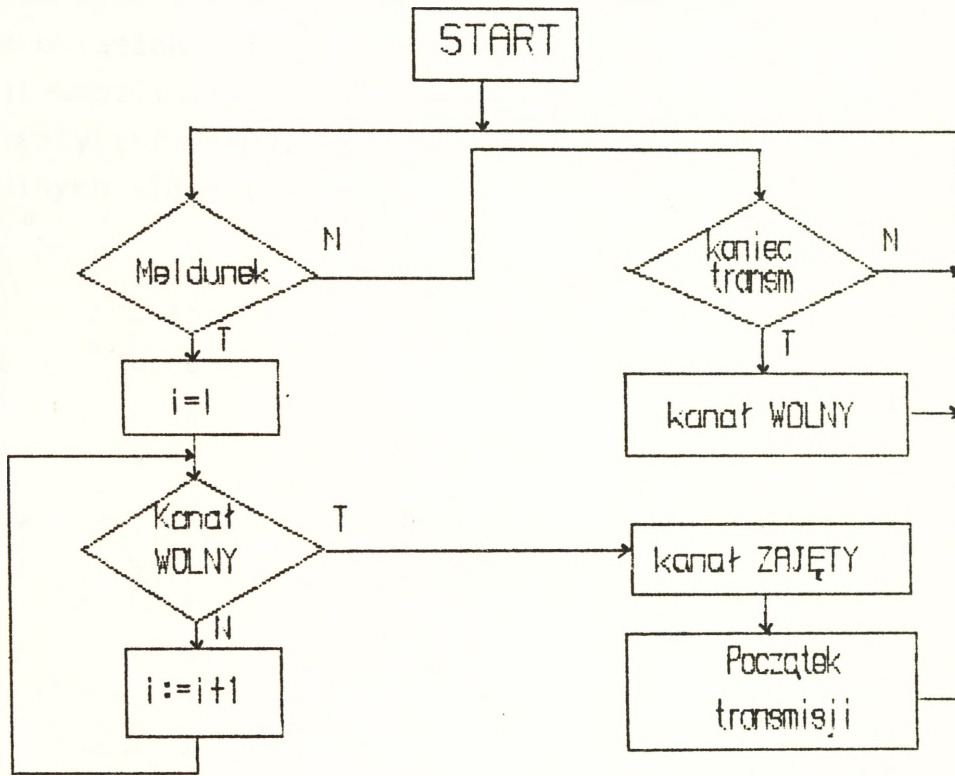 START
Meldunek
N
T
koniec
transm
N
T
i=1
kanał WOLNY
Kanał
WOLNY
T
N
kanał ZAJĘTY
i:=i+1
Początek
transmisji